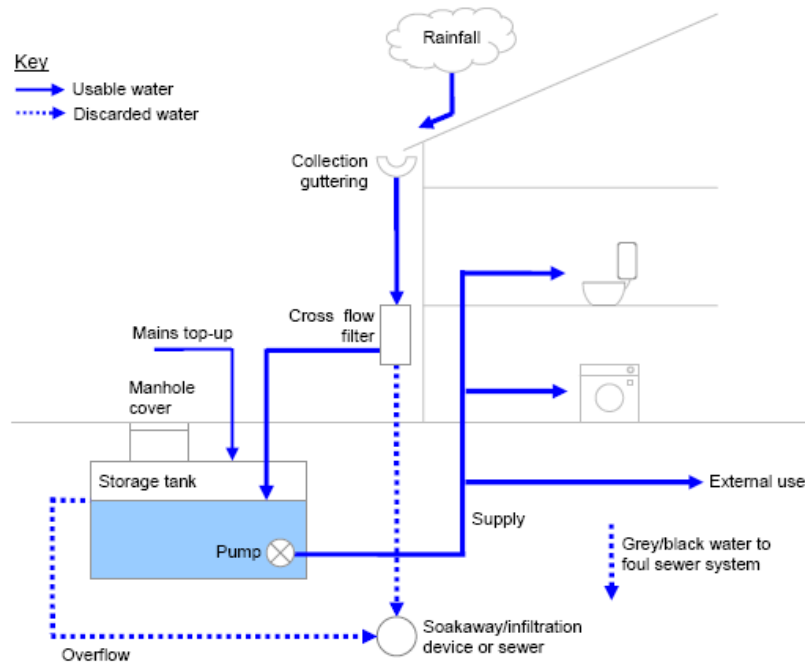 Rainfall
Key
Usable water
Discarded water
Collection
guttering
Cross flow
filter
Mains top-up
Manhole
cover
Storage tank
External use
Supply
Pump
Grey/black water to
foul sewer system
Soakaway/infiltration
device or sewer
Overflow